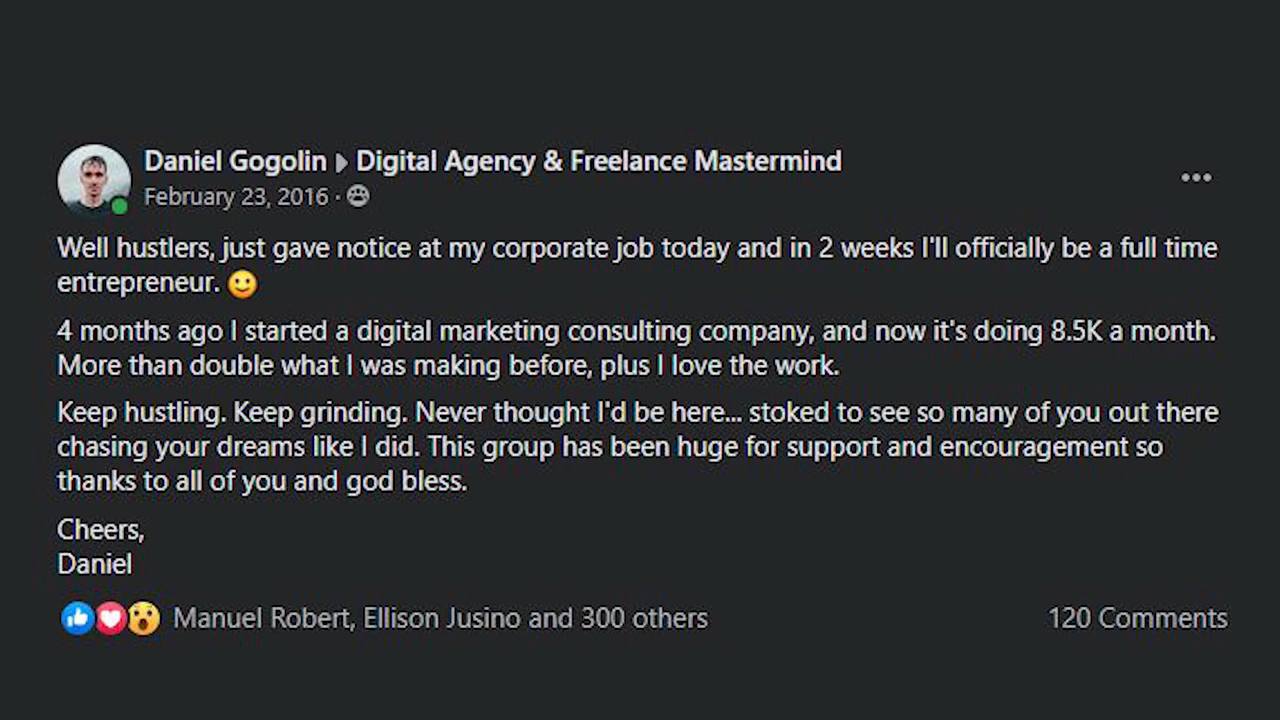 Daniel Gogolin ▸ Digital Agency & Freelance Mastermind
February 23, 2016 ·
Well hustlers, just gave notice at my corporate job today and in 2 weeks I'll officially be a full time
entrepreneur. 🙂
4 months ago I started a digital marketing consulting company, and now it's doing 8.5K a month.
More than double what I was making before, plus I love the work.
Keep hustling. Keep grinding. Never thought I'd be here... stoked to see so many of you out there
chasing your dreams like I did. This group has been huge for support and encouragement so
thanks to all of you and god bless.
Cheers,
Daniel
Manuel Robert, Ellison Jusino and 300 others
120 Comments